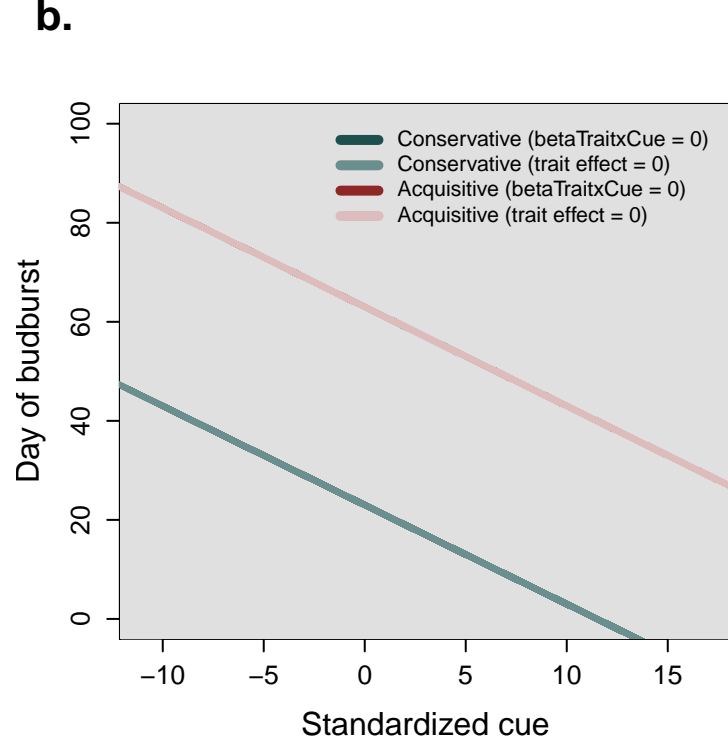 b.
Conservative (betaTraitxCue = 0)
Conservative (trait effect = 0)
Acquisitive (betaTraitxCue = 0)
Acquisitive (trait effect = 0)
Day of budburst
100
80
60
40
20
0
−10 −5 0 5 10 15
Standardized cue